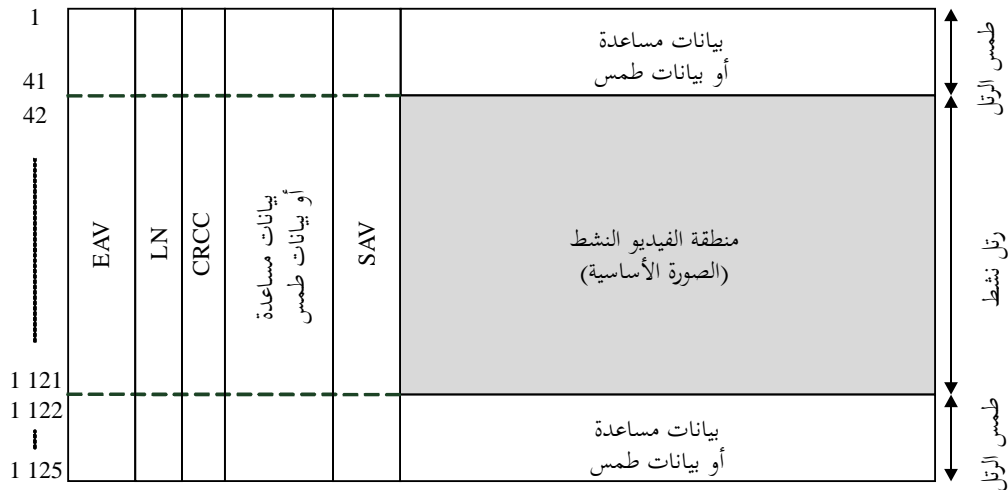 1
41
42
1 121
1 122
1 125
EAV
LN
CRCC
بيانات مساعدة
أو بيانات طمس
SAV
بيانات مساعدة
أو بيانات طمس
منطقة الفيديو النشط
(الصورة الأساسية)
بيانات مساعدة
أو بيانات طمس
طمس الرتل
رتل نشط
طمس الرتل